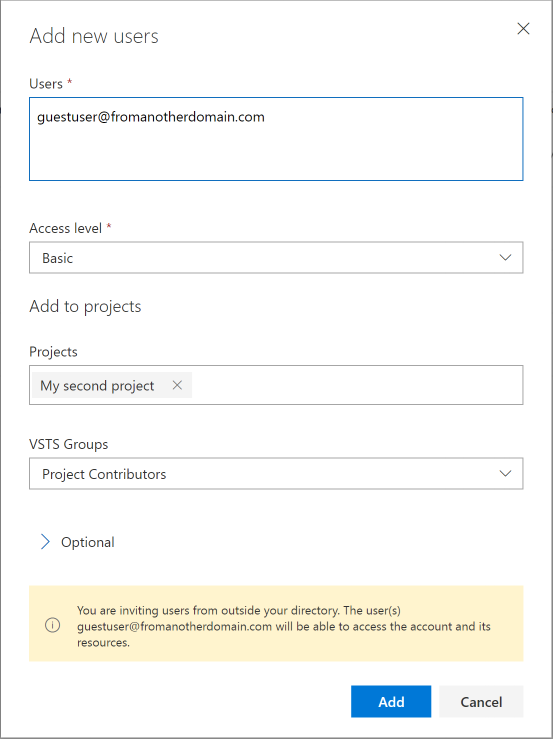 Add new users
Users *
guestuser@fromanotherdomain.com
Access level *
Basic
Add to projects
Projects
My second project
VSTS Groups
Project Contributors
Optional
You are inviting users from outside your directory. The user(s)
guestuser@fromanotherdomain.com will be able to access the account and its
resources.
Add Cancel